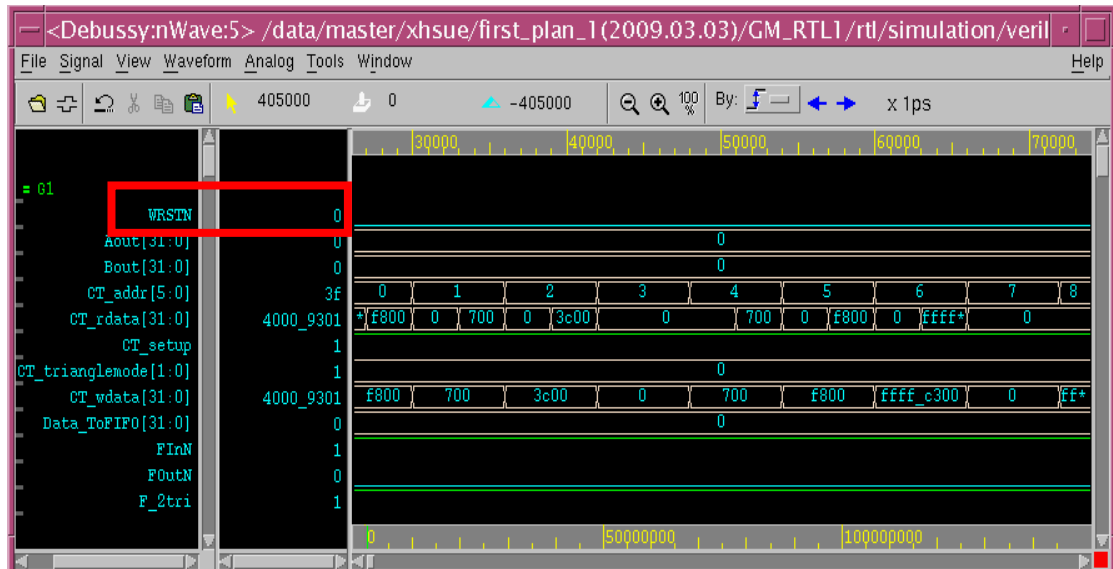 <Debussy:nWave:5> /data/master/xhsue/first_plan_1(2009.03.03)/GM_RTL1/rtl/simulation/veril
File Signal View Waveform Analog Tools Window Help
405000 0 -405000 100 % By: x 1ps
30000 40000 50000 60000 70000
= G1
WRSTN 0
Aout[31:0] 0 0
Bout[31:0] 0 0
CT_addr[5:0] 3f 0 1 2 3 4 5 6 7 8
CT_rdata[31:0] 4000_9301 * f800 0 700 0 3c00 0 700 0 f800 0 ffff* 0
CT_setup 1
CT_trianglemode[1:0] 1 0
CT_wdata[31:0] 4000_9301 f800 700 3c00 0 700 f800 ffff_c300 0 ff*
Data_ToFIFO[31:0] 0 0
FInN 1
FOutN 0
F_2tri 1
0 50000000 100000000